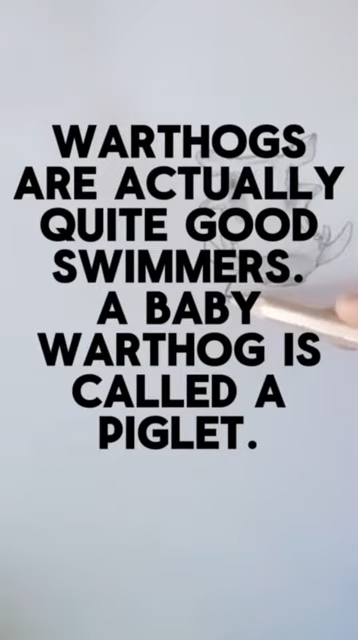 WARTHOGS
ARE ACTUALLY
QUITE GOOD
SWIMMERS.
A BABY
WARTHOG IS
CALLED A
PIGLET.